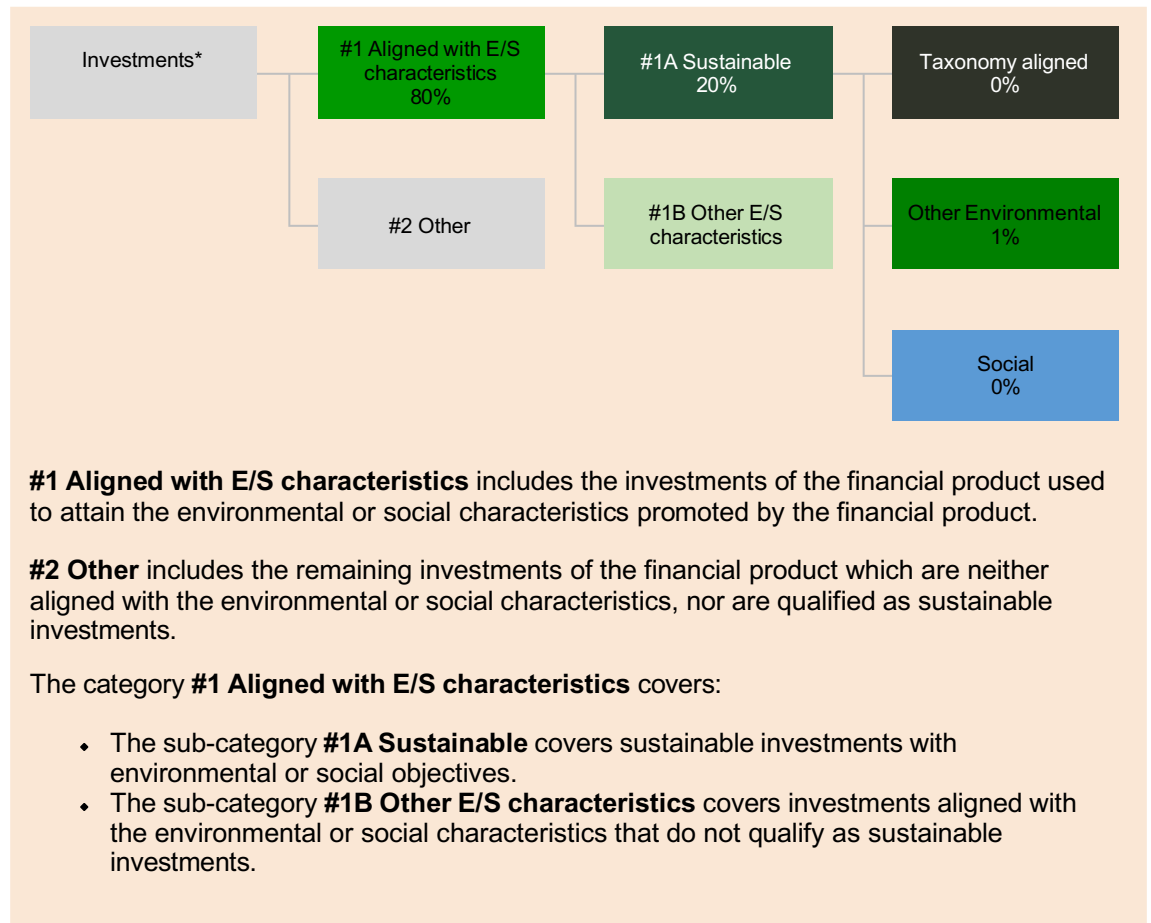 Investments*
#1 Aligned with E/S
characteristics
80%
#1A Sustainable
20%
Taxonomy aligned
0%
#2 Other
#1B Other E/S
characteristics
Other Environmental
1%
Social
0%
#1 Aligned with E/S characteristics includes the investments of the financial product used
to attain the environmental or social characteristics promoted by the financial product.
#2 Other includes the remaining investments of the financial product which are neither
aligned with the environmental or social characteristics, nor are qualified as sustainable
investments.
The category #1 Aligned with E/S characteristics covers:
⬥ The sub-category #1A Sustainable covers sustainable investments with
environmental or social objectives.
⬥ The sub-category #1B Other E/S characteristics covers investments aligned with
the environmental or social characteristics that do not qualify as sustainable
investments.